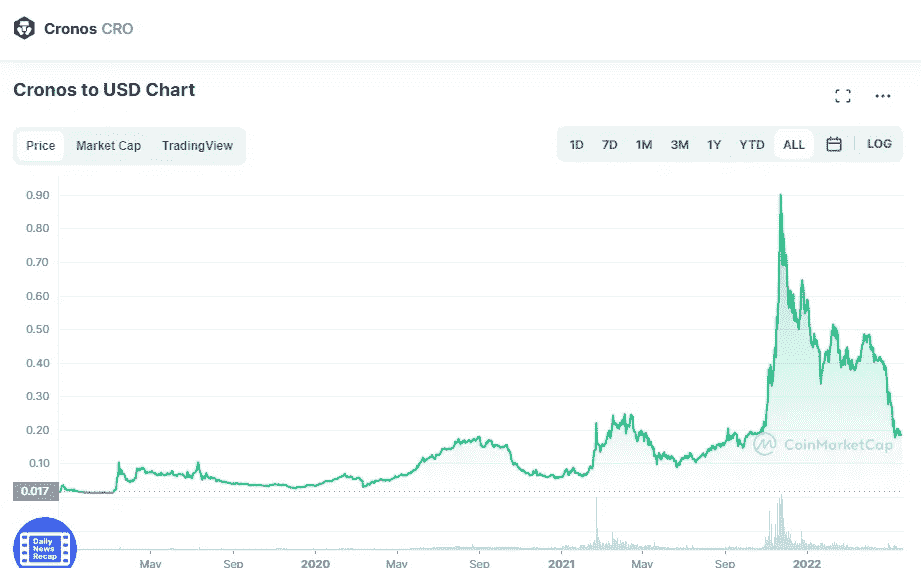 Cronos CRO
Cronos to USD Chart
Price Market Cap TradingView
1D 7D 1M 3M 1Y YTD ALL LOG
0.90
0.80
0.70
0.60
0.50
0.40
0.30
0.20
0.10
0.017
CoinMarketCap
Daily
News
Recap
May Sep 2020 May Sep 2021 May Sep 2022